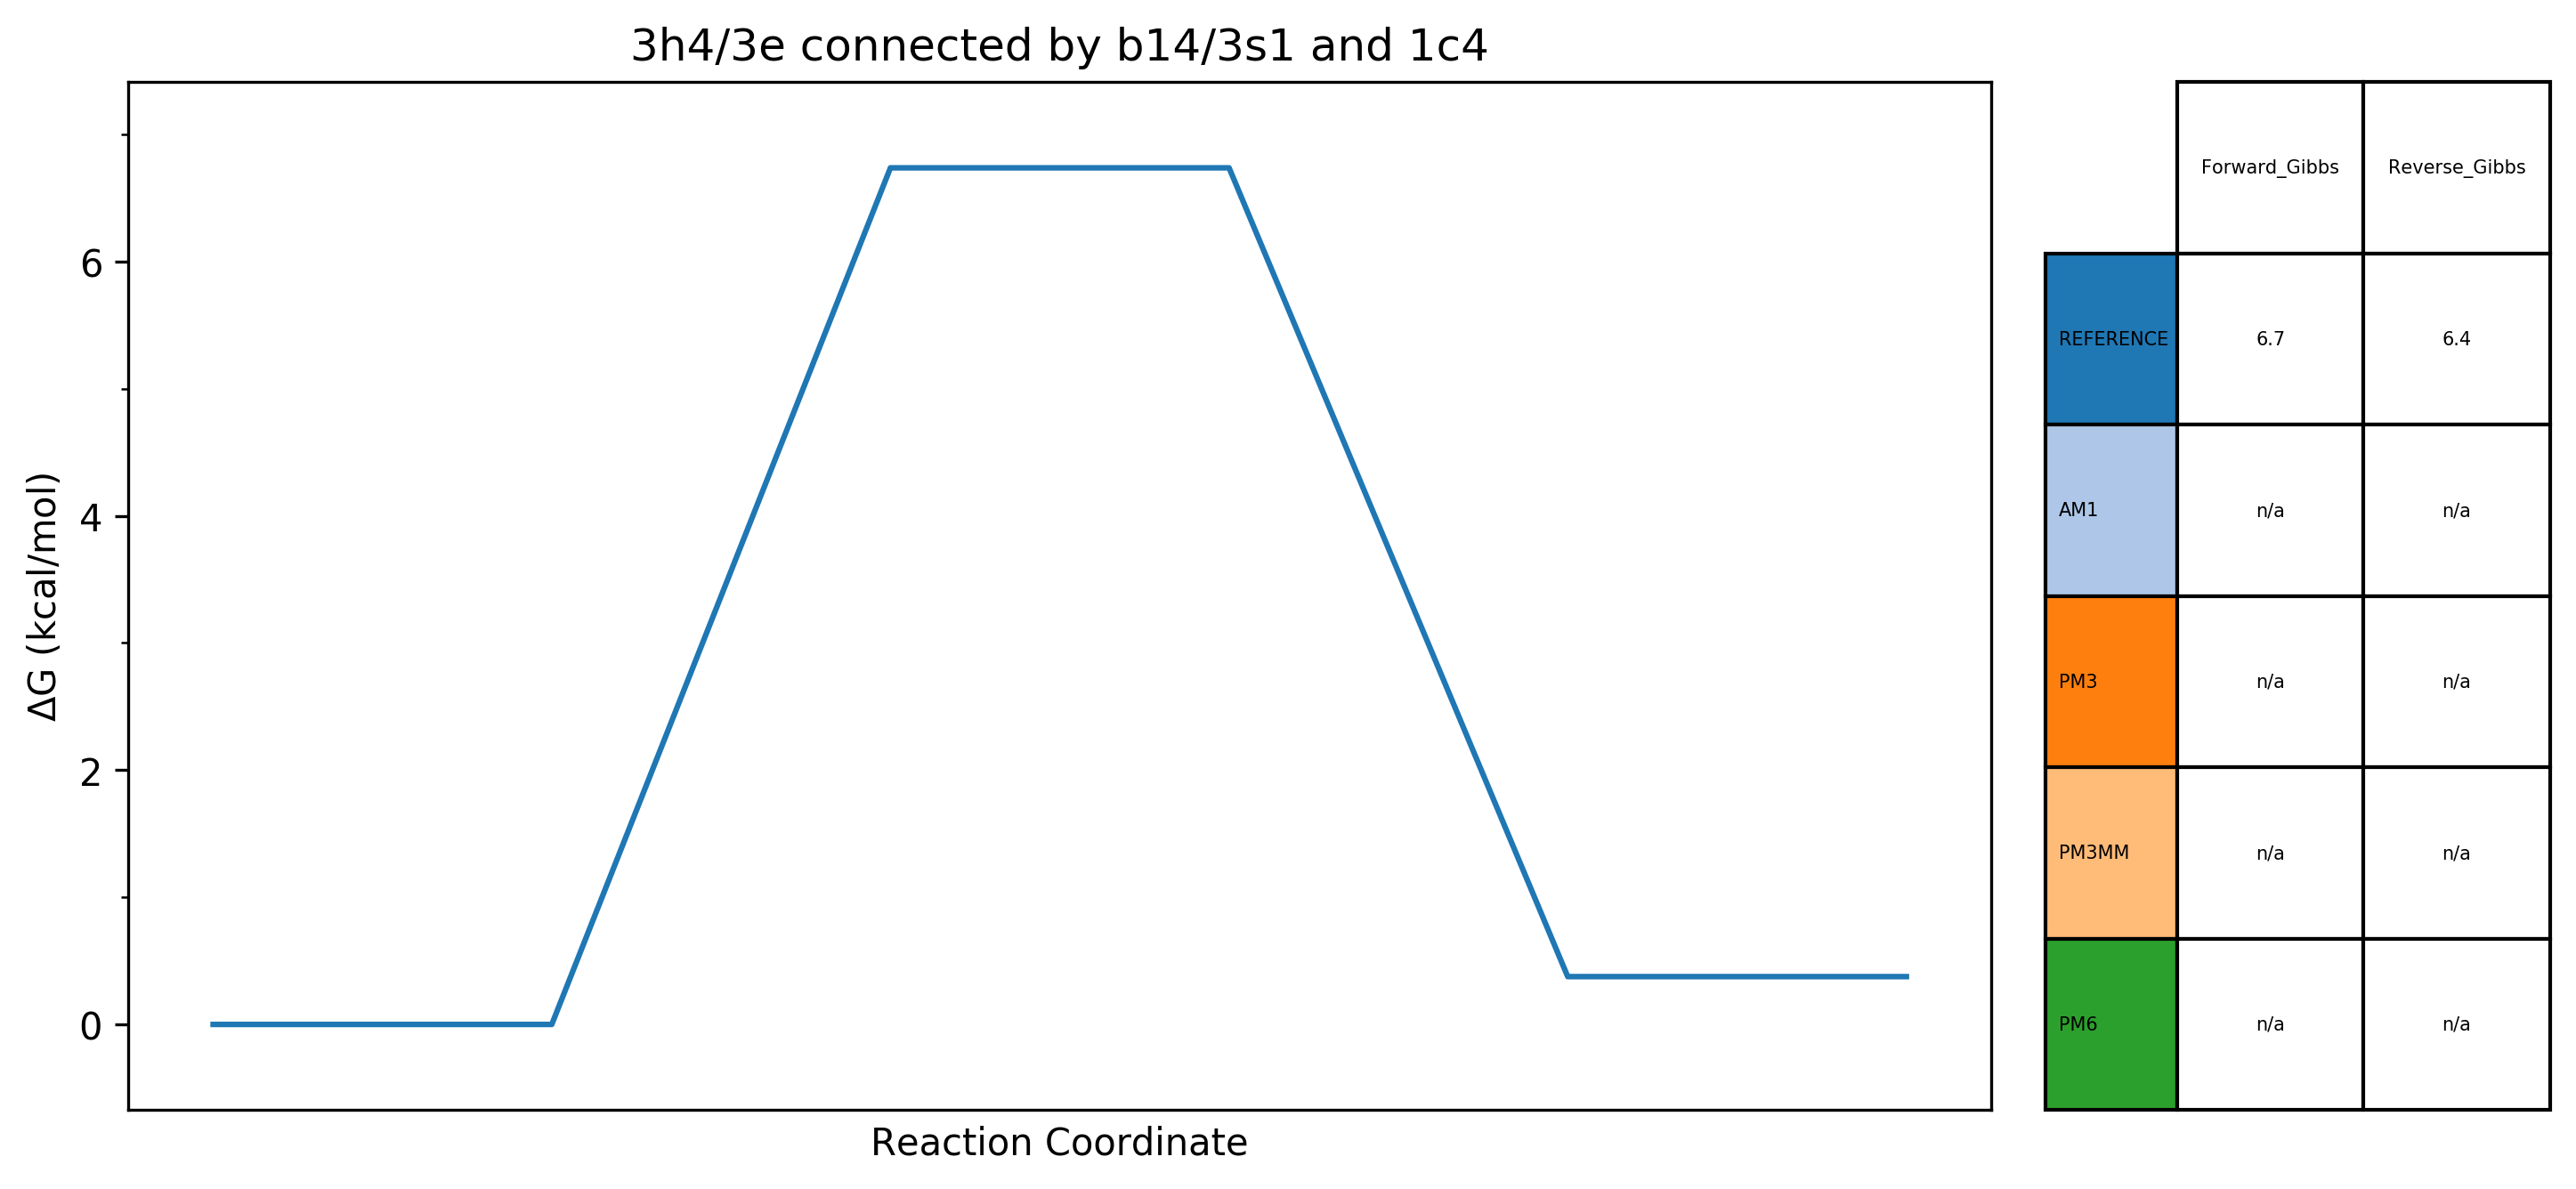 3h4/3e connected by b14/3s1 and 1c4
ΔG (kcal/mol)
6
4
2
0
Reaction Coordinate
Forward_Gibbs Reverse_Gibbs
REFERENCE 6.7 6.4
AM1 n/a n/a
PM3 n/a n/a
PM3MM n/a n/a
PM6 n/a n/a